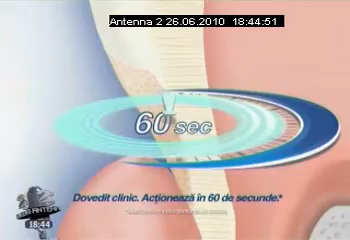 Antenna 2 26.06.2010 18:44:51
60 sec
Dovedit clinic. Acționează în 60 de secunde.*
18:44